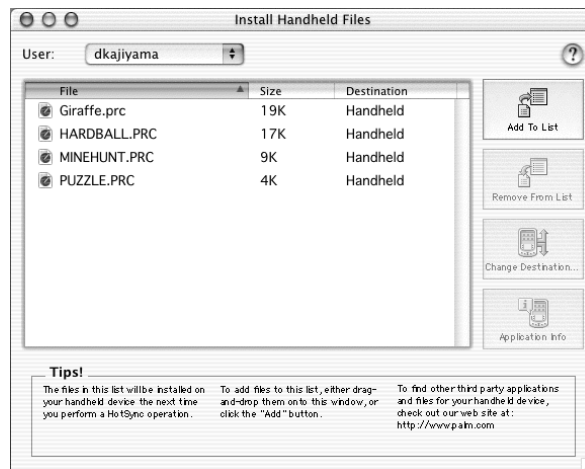 Install Handheld Files
User: dkajiyama
?
File Size Destination
Giraffe.prc 19K Handheld
HARDBALL.PRC 17K Handheld
MINEHUNT.PRC 9K Handheld
PUZZLE.PRC 4K Handheld
Add To List
Remove From List
Change Destination...
Application Info
Tips!
The files in this list will be installed on
your handheld device the next time
you perform a HotSync operation.
To add files to this list, either drag-
and-drop them onto this window, or
click the "Add" button.
To find other third party applications
and files for your handheld device,
check out our web site at:
http://www.palm.com